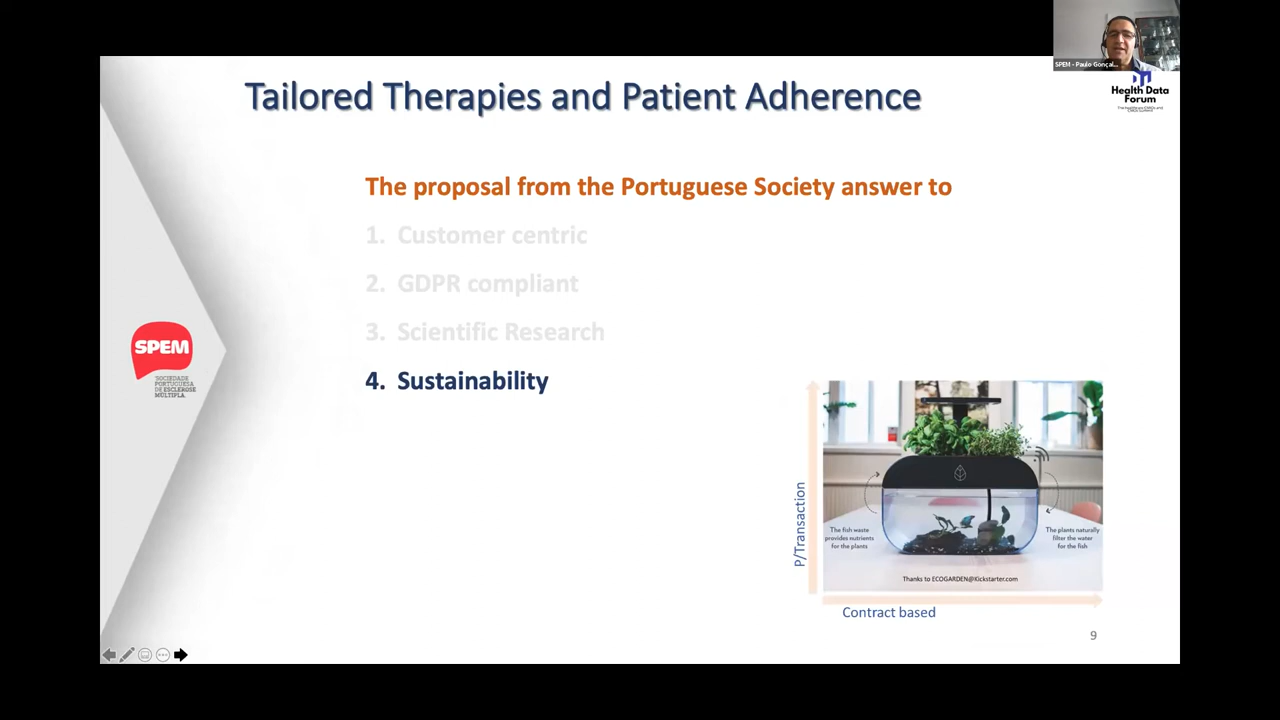 SPEM - Paulo Gonçal...
Health Data
Forum
Tailored Therapies and Patient Adherence
The proposal from the Portuguese Society answer to
1. Customer centric
2. GDPR compliant
3. Scientific Research
4. Sustainability
SPEM
SOCIEDADE
PORTUGUESA
DE ESCLEROSE
MÚLTIPLA
P/Transaction
The fish waste
provides nutrients
for the plants
The plants naturally
filter the water
for the fish
Thanks to ECOGARDEN@Kickstarter.com
Contract based
9